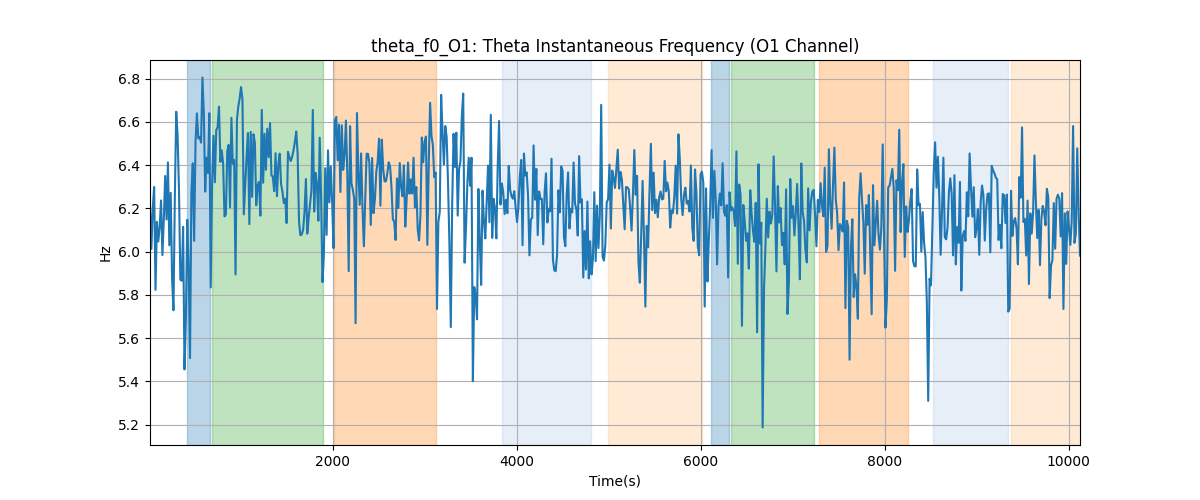 theta_f0_O1: Theta Instantaneous Frequency (O1 Channel)
6.8
6.6
6.4
6.2
6.0
5.8
5.6
5.4
5.2
Hz
2000 4000 6000 8000 10000
Time(s)